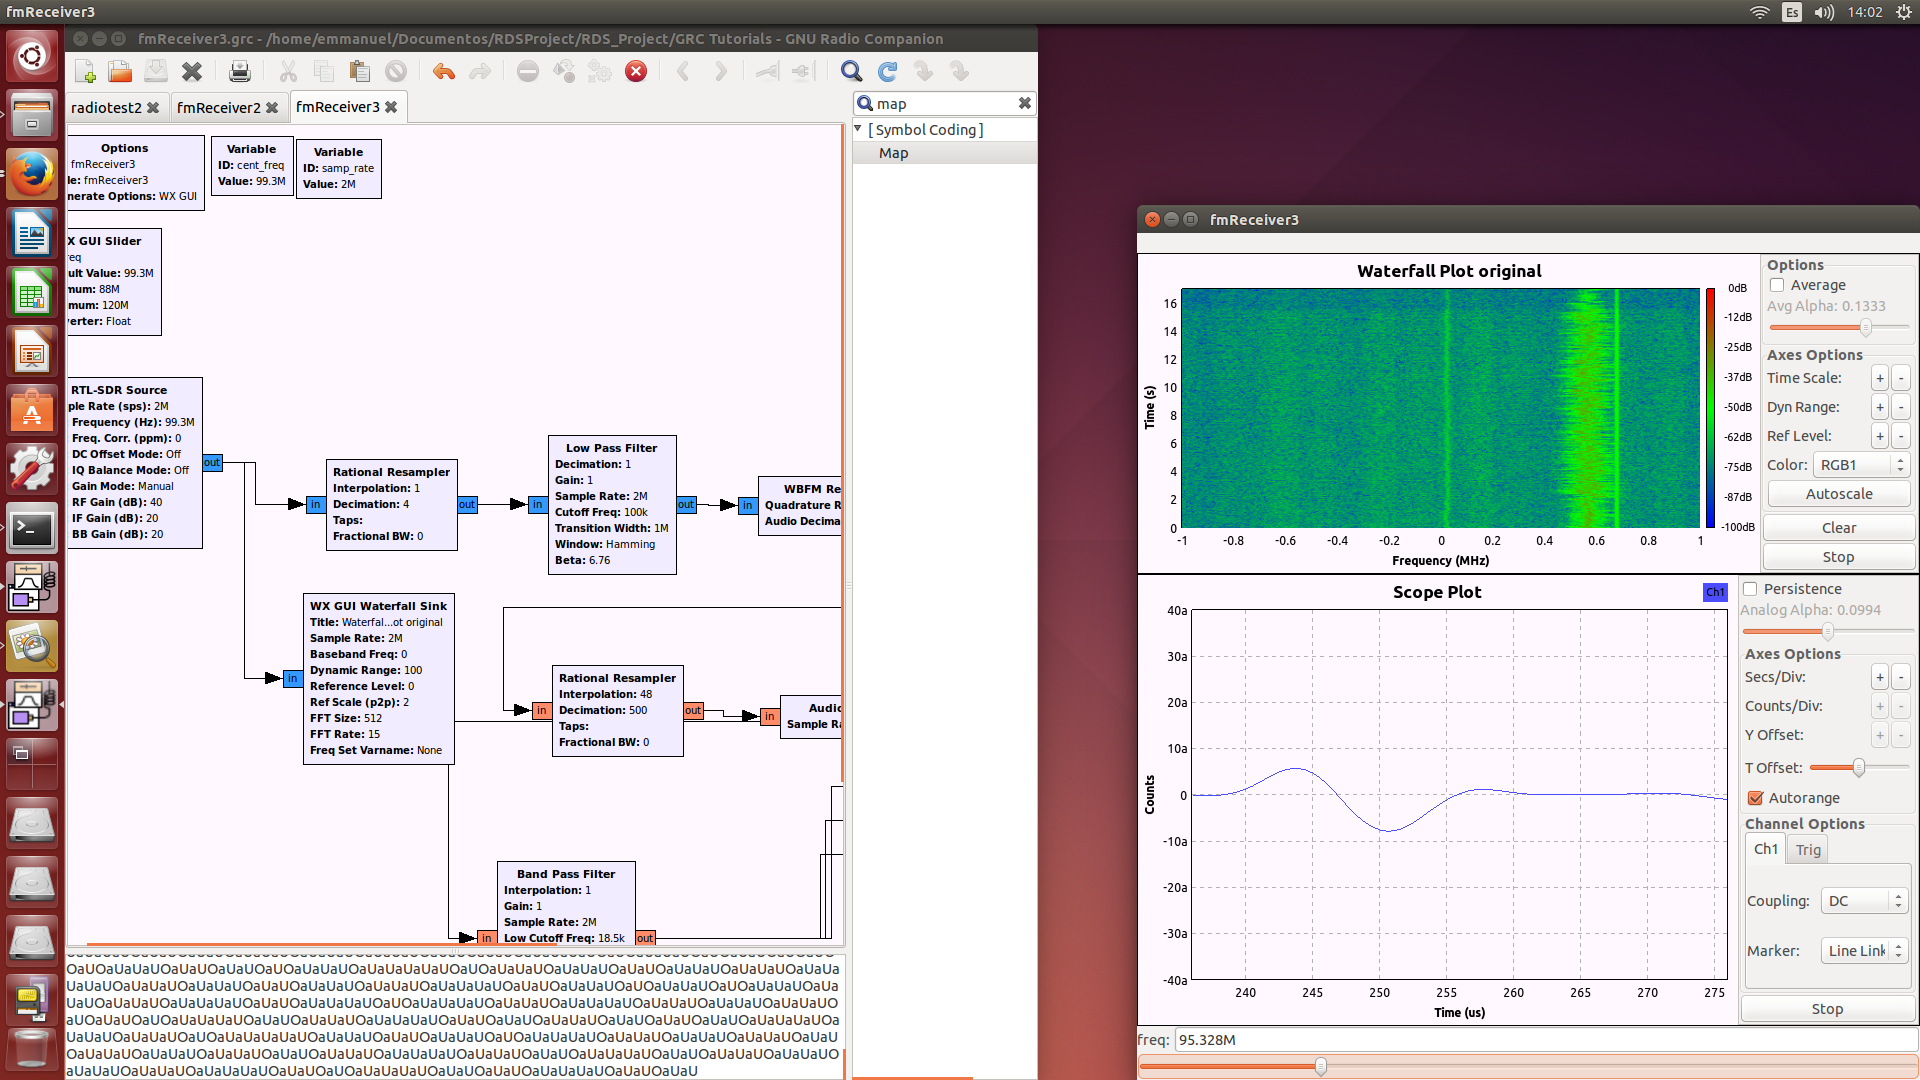 fmReceiver3
Es
14:02
fmReceiver3.grc - /home/emmanuel/Documentos/RDSProject/RDS_Project/GRC Tutorials - GNU Radio Companion
radiotest2
fmReceiver2
fmReceiver3
map
[ Symbol Coding ]
Map
Options
fmReceiver3
le: fmReceiver3
nerate Options: WX GUI
Variable
ID: cent_freq
Value: 99.3M
Variable
ID: samp_rate
Value: 2M
X GUI Slider
req
ult Value: 99.3M
mum: 88M
mum: 120M
verter: Float
RTL-SDR Source
ple Rate (sps): 2M
Frequency (Hz): 99.3M
Freq. Corr. (ppm): 0
DC Offset Mode: Off
IQ Balance Mode: Off
Gain Mode: Manual
RF Gain (dB): 40
IF Gain (dB): 20
BB Gain (dB): 20
out
in
Rational Resampler
Interpolation: 1
Decimation: 4
Taps:
Fractional BW: 0
out
in
Low Pass Filter
Decimation: 1
Gain: 1
Sample Rate: 2M
Cutoff Freq: 100k
Transition Width: 1M
Window: Hamming
Beta: 6.76
out
in
WBFM Re
Quadrature R
Audio Decima
in
WX GUI Waterfall Sink
Title: Waterfal...ot original
Sample Rate: 2M
Baseband Freq: 0
Dynamic Range: 100
Reference Level: 0
Ref Scale (p2p): 2
FFT Size: 512
FFT Rate: 15
Freq Set Varname: None
in
Rational Resampler
Interpolation: 48
Decimation: 500
Taps:
Fractional BW: 0
out
in
Audio
Sample Ra
in
Band Pass Filter
Interpolation: 1
Gain: 1
Sample Rate: 2M
Low Cutoff Freq: 18.5k
out
fmReceiver3
Waterfall Plot original
Time (s)
16
14
12
10
8
6
4
2
0
-1 -0.8 -0.6 -0.4 -0.2 0 0.2 0.4 0.6 0.8 1
Frequency (MHz)
0dB
-12dB
-25dB
-37dB
-50dB
-62dB
-75dB
-87dB
-100dB
Options
Average
Avg Alpha: 0.1333
Axes Options
Time Scale: + -
Dyn Range: + -
Ref Level: + -
Color: RGB1
Autoscale
Clear
Stop
Scope Plot
Ch1
Counts
40a
30a
20a
10a
0
-10a
-20a
-30a
-40a
240 245 250 255 260 265 270 275
Time (us)
Persistence
Analog Alpha: 0.0994
Axes Options
Secs/Div: + -
Counts/Div: + -
Y Offset: + -
T Offset:
Autorange
Channel Options
Ch1 Trig
Coupling: DC
Marker: Line Link
Stop
freq: 95.328M